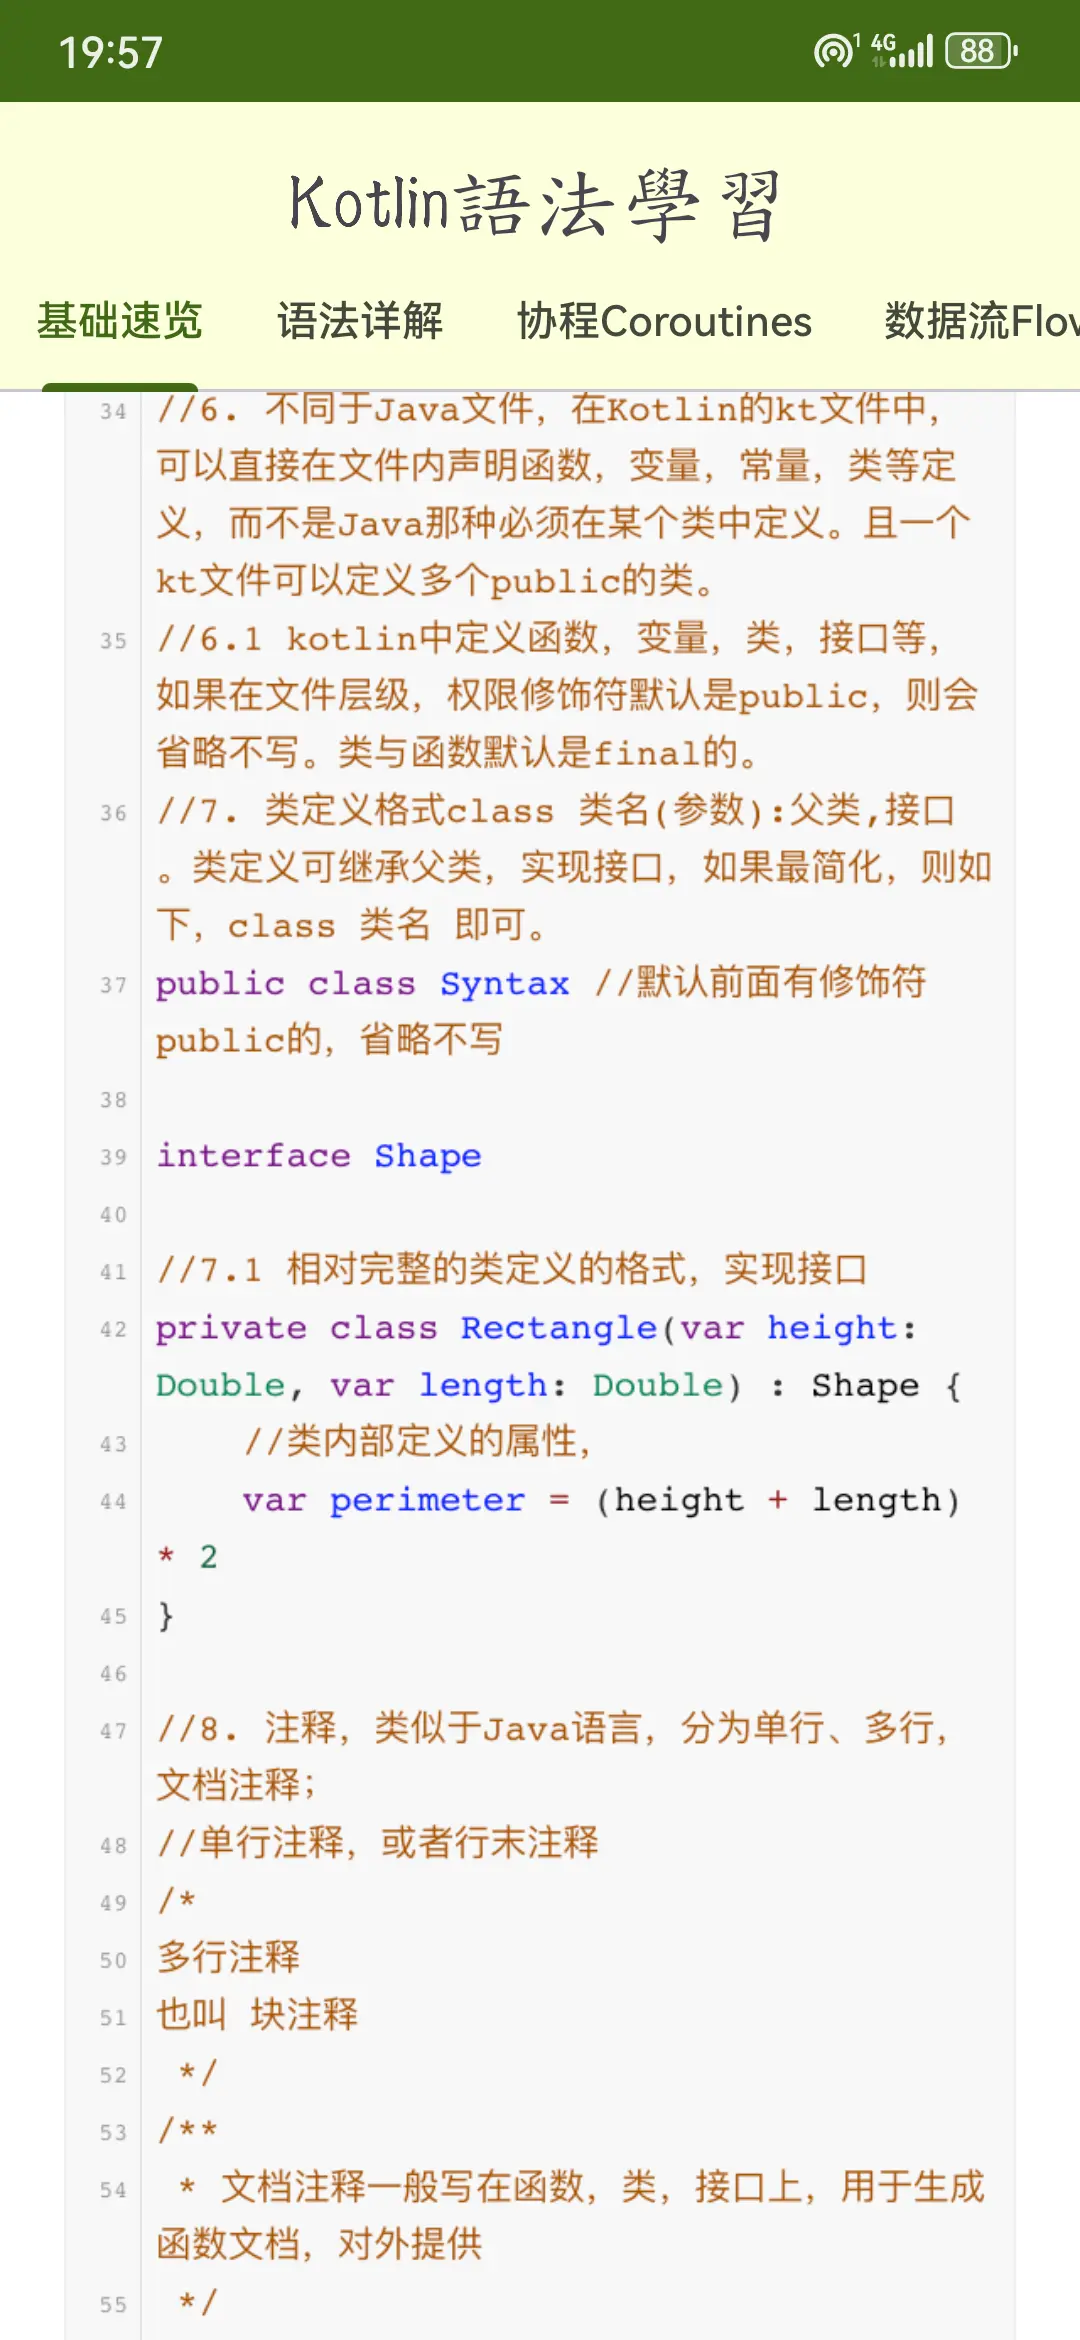 19:57
1 4G 88
Kotlin語法學習
基础速览 语法详解 协程Coroutines 数据流Flow
34 //6. 不同于Java文件，在Kotlin的kt文件中，
可以直接在文件内声明函数，变量，常量，类等定
义，而不是Java那种必须在某个类中定义。且一个
kt文件可以定义多个public的类。
35 //6.1 kotlin中定义函数，变量，类，接口等，
如果在文件层级，权限修饰符默认是public，则会
省略不写。类与函数默认是final的。
36 //7. 类定义格式class 类名(参数):父类,接口
。类定义可继承父类，实现接口，如果最简化，则如
下，class 类名 即可。
37 public class Syntax //默认前面有修饰符
public的，省略不写
38
39 interface Shape
40
41 //7.1 相对完整的类定义的格式，实现接口
42 private class Rectangle(var height:
Double, var length: Double) : Shape {
43 //类内部定义的属性，
44 var perimeter = (height + length)
* 2
45 }
46
47 //8. 注释，类似于Java语言，分为单行、多行，
文档注释；
48 //单行注释，或者行末注释
49 /*
50 多行注释
51 也叫 块注释
52 */
53 /**
54 * 文档注释一般写在函数，类，接口上，用于生成
函数文档，对外提供
55 */